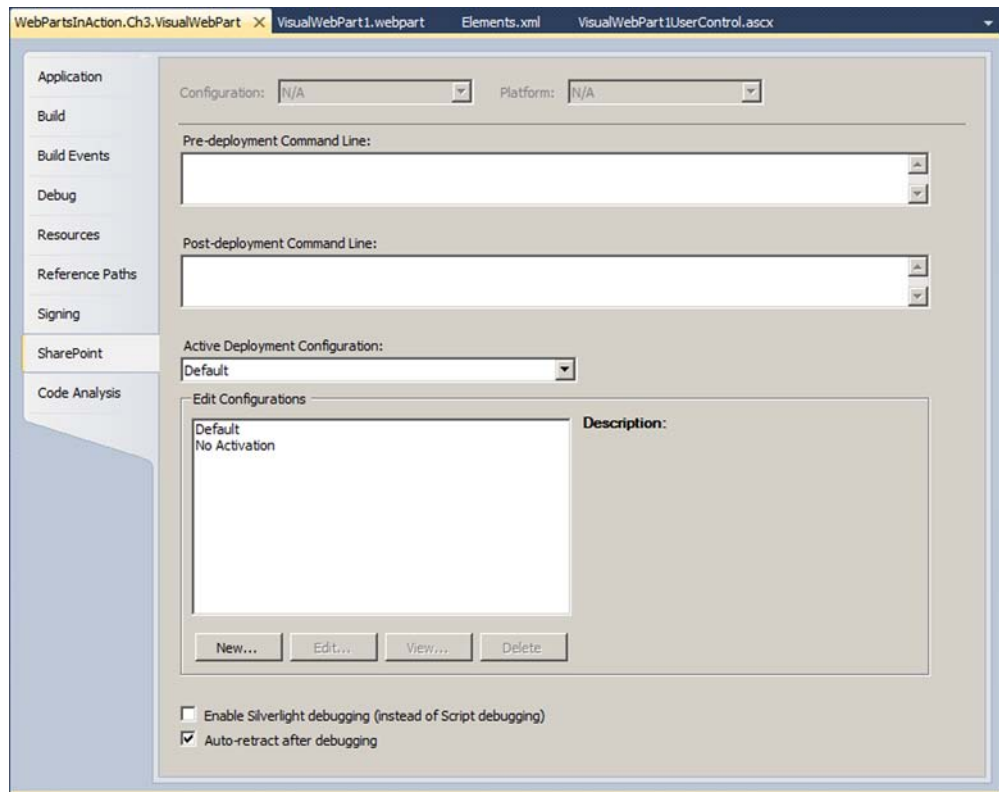 WebPartsInAction.Ch3.VisualWebPart VisualWebPart1.webpart Elements.xml VisualWebPart1UserControl.ascx
Application
Build
Build Events
Debug
Resources
Reference Paths
Signing
SharePoint
Code Analysis
Configuration: N/A Platform: N/A
Pre-deployment Command Line:
Post-deployment Command Line:
Active Deployment Configuration:
Default
Edit Configurations
Default
No Activation
Description:
New... Edit... View... Delete
Enable Silverlight debugging (instead of Script debugging)
Auto-retract after debugging